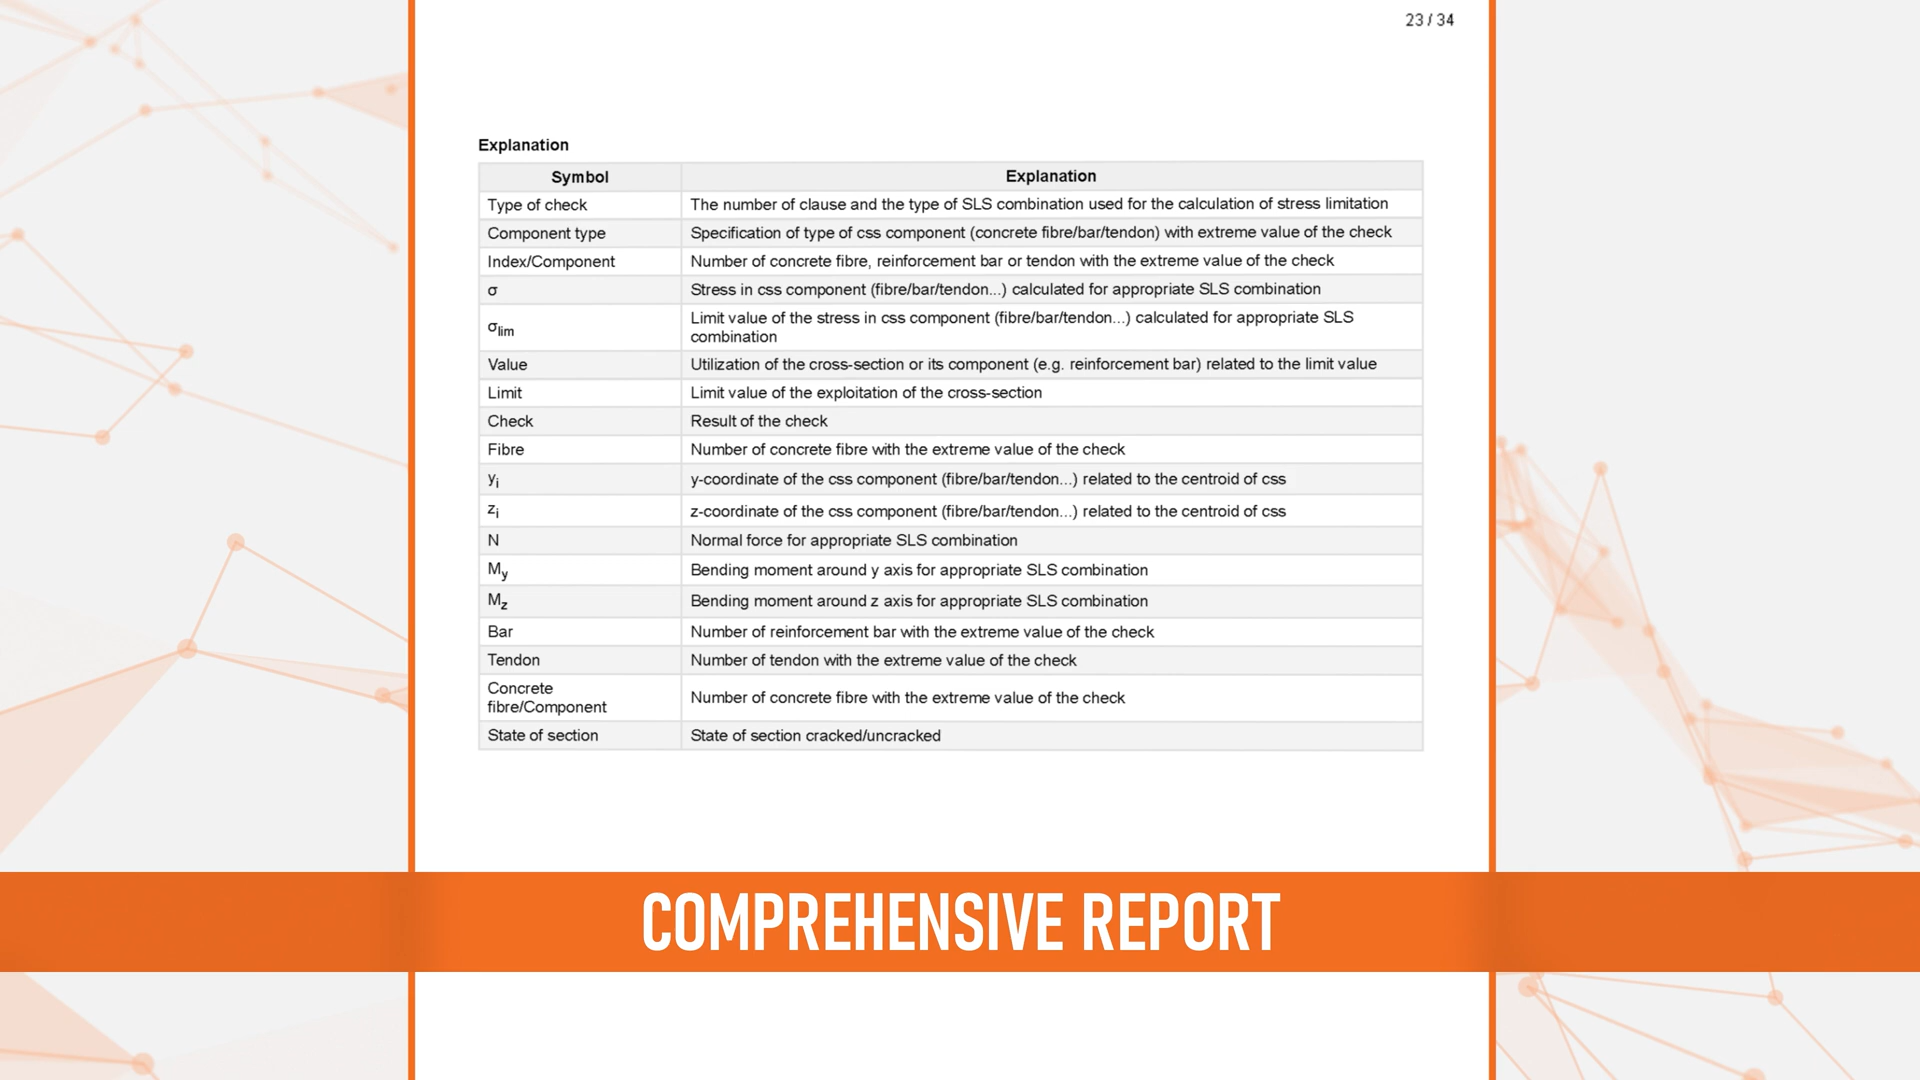 23 / 34
Explanation
Symbol Explanation
Type of check The number of clause and the type of SLS combination used for the calculation of stress limitation
Component type Specification of type of css component (concrete fibre/bar/tendon) with extreme value of the check
Index/Component Number of concrete fibre, reinforcement bar or tendon with the extreme value of the check
σ Stress in css component (fibre/bar/tendon...) calculated for appropriate SLS combination
σlim Limit value of the stress in css component (fibre/bar/tendon...) calculated for appropriate SLS
combination
Value Utilization of the cross-section or its component (e.g. reinforcement bar) related to the limit value
Limit Limit value of the exploitation of the cross-section
Check Result of the check
Fibre Number of concrete fibre with the extreme value of the check
yi y-coordinate of the css component (fibre/bar/tendon...) related to the centroid of css
zi z-coordinate of the css component (fibre/bar/tendon...) related to the centroid of css
N Normal force for appropriate SLS combination
My Bending moment around y axis for appropriate SLS combination
Mz Bending moment around z axis for appropriate SLS combination
Bar Number of reinforcement bar with the extreme value of the check
Tendon Number of tendon with the extreme value of the check
Concrete
fibre/Component Number of concrete fibre with the extreme value of the check
State of section State of section cracked/uncracked
COMPREHENSIVE REPORT